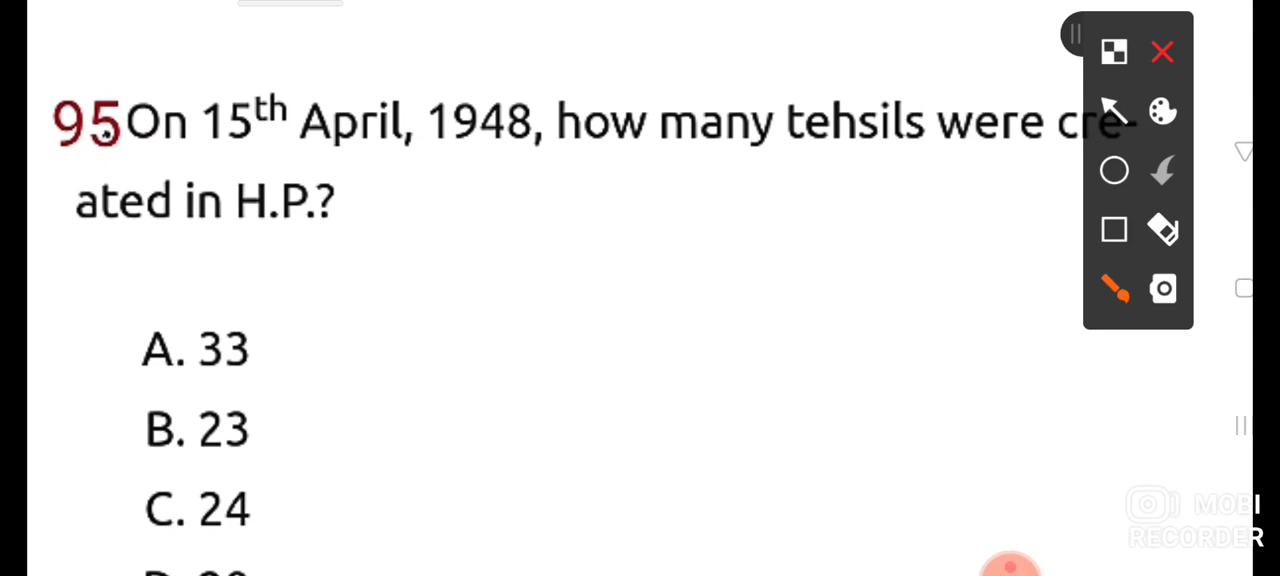 95. On 15th April, 1948, how many tehsils were cre-
ated in H.P.?
A. 33
B. 23
C. 24
MOBI
RECORDER